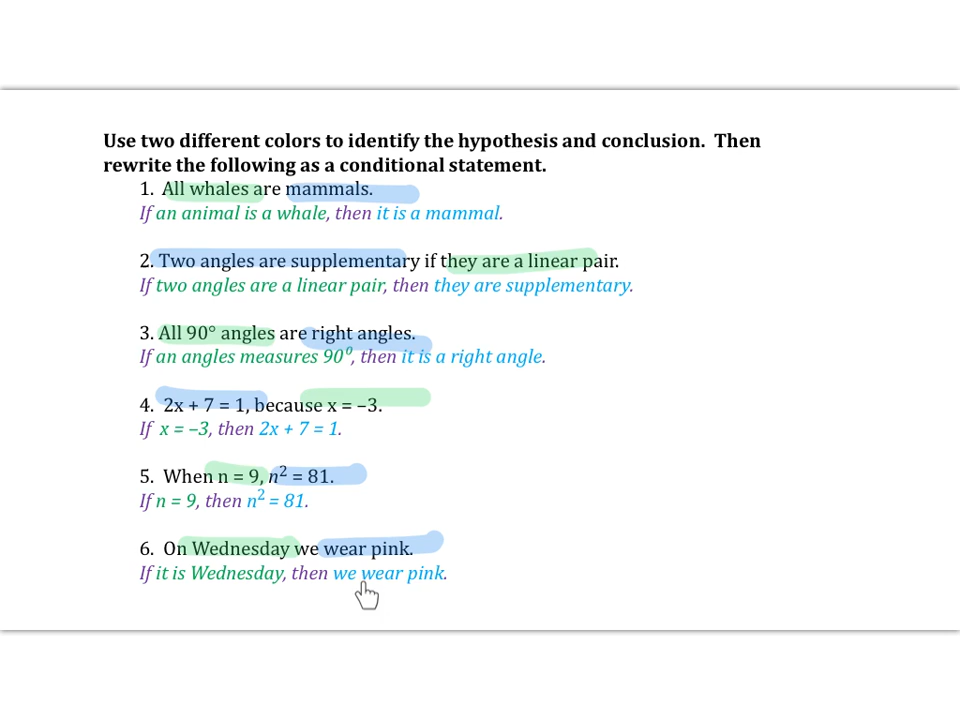 Use two different colors to identify the hypothesis and conclusion.  Then
rewrite the following as a conditional statement.
1.  All whales are mammals.
If an animal is a whale, then it is a mammal.
2. Two angles are supplementary if they are a linear pair.
If two angles are a linear pair, then they are supplementary.
3. All 90° angles are right angles.
If an angles measures 90⁰, then it is a right angle.
4.  2x + 7 = 1, because x = –3.
If  x = –3, then 2x + 7 = 1.
5.  When n = 9, n² = 81.
If n = 9, then n² = 81.
6.  On Wednesday we wear pink.
If it is Wednesday, then we wear pink.